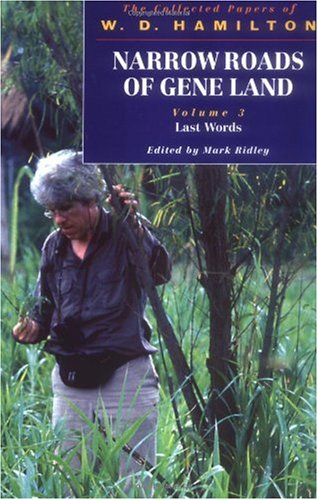 The Collected Papers of
W. D. HAMILTON
NARROW ROADS
OF GENE LAND
Volume 3
Last Words
Edited by Mark Ridley